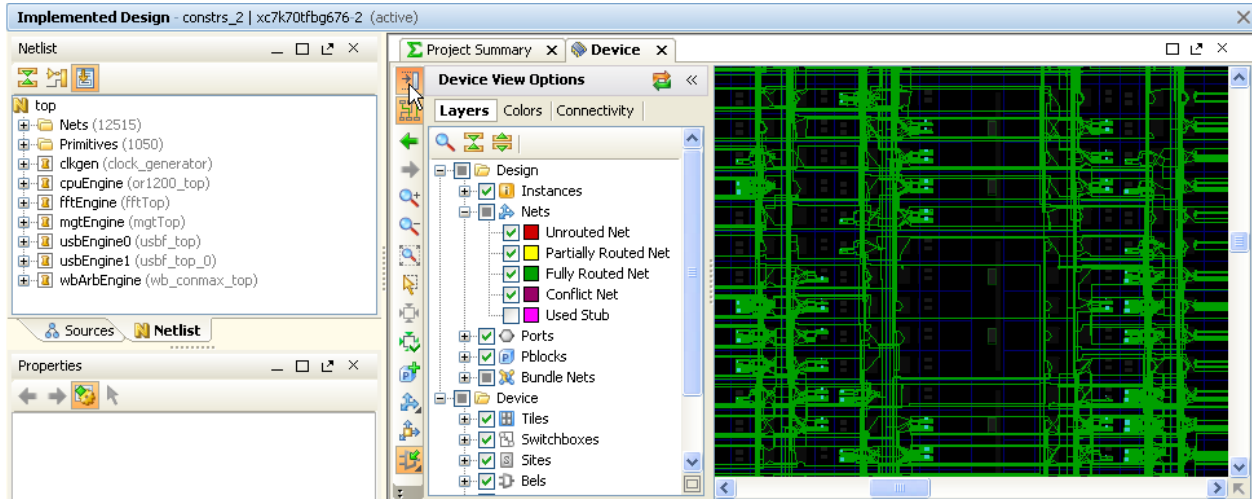 Implemented Design - constrs_2 | xc7k70tfbg676-2 (active)
Netlist
top
Nets (12515)
Primitives (1050)
clkgen (clock_generator)
cpuEngine (or1200_top)
fftEngine (fftTop)
mgtEngine (mgtTop)
usbEngine0 (usbf_top)
usbEngine1 (usbf_top_0)
wbArbEngine (wb_conmax_top)
Sources Netlist
Properties
Project Summary Device
Device View Options
Layers Colors Connectivity
Design
Instances
Nets
Unrouted Net
Partially Routed Net
Fully Routed Net
Conflict Net
Used Stub
Ports
Pblocks
Bundle Nets
Device
Tiles
Switchboxes
Sites
Bels